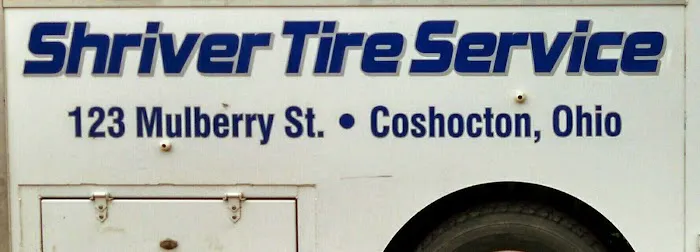 Shriver Tire Service
123 Mulberry St. • Coshocton, Ohio